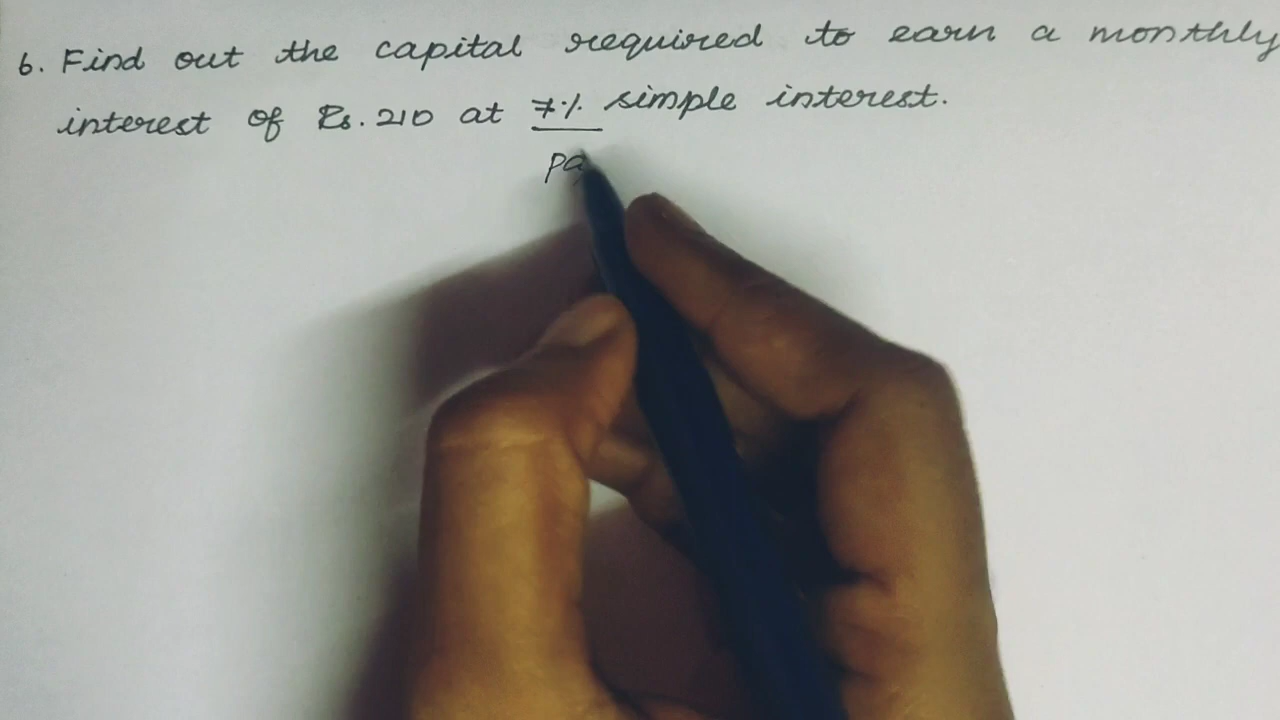 6. Find out the capital required to earn a monthly
interest of Rs. 210 at 7% simple interest.
pa